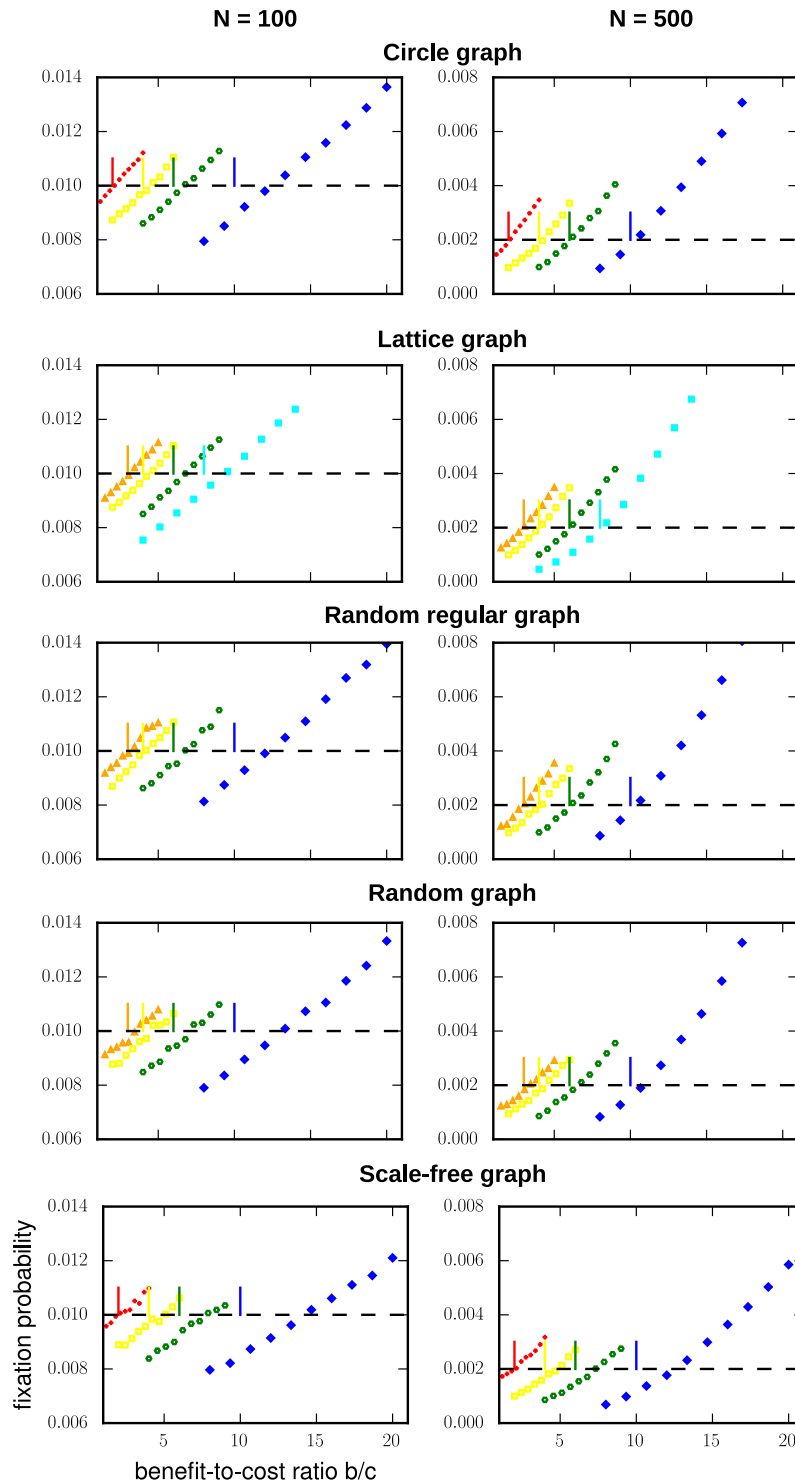 N = 100 N = 500
Circle graph
0.014 0.008
0.012 0.006
0.010 0.004
0.008 0.002
0.006 0.000
Lattice graph
0.014 0.008
0.012 0.006
0.010 0.004
0.008 0.002
0.006 0.000
Random regular graph
0.014 0.008
0.012 0.006
0.010 0.004
0.008 0.002
0.006 0.000
Random graph
0.014 0.008
0.012 0.006
0.010 0.004
0.008 0.002
0.006 0.000
Scale-free graph
0.014 0.008
0.012 0.006
0.010 0.004
0.008 0.002
0.006 0.000
fixation probability
5 10 15 20 5 10 15 20
benefit-to-cost ratio b/c